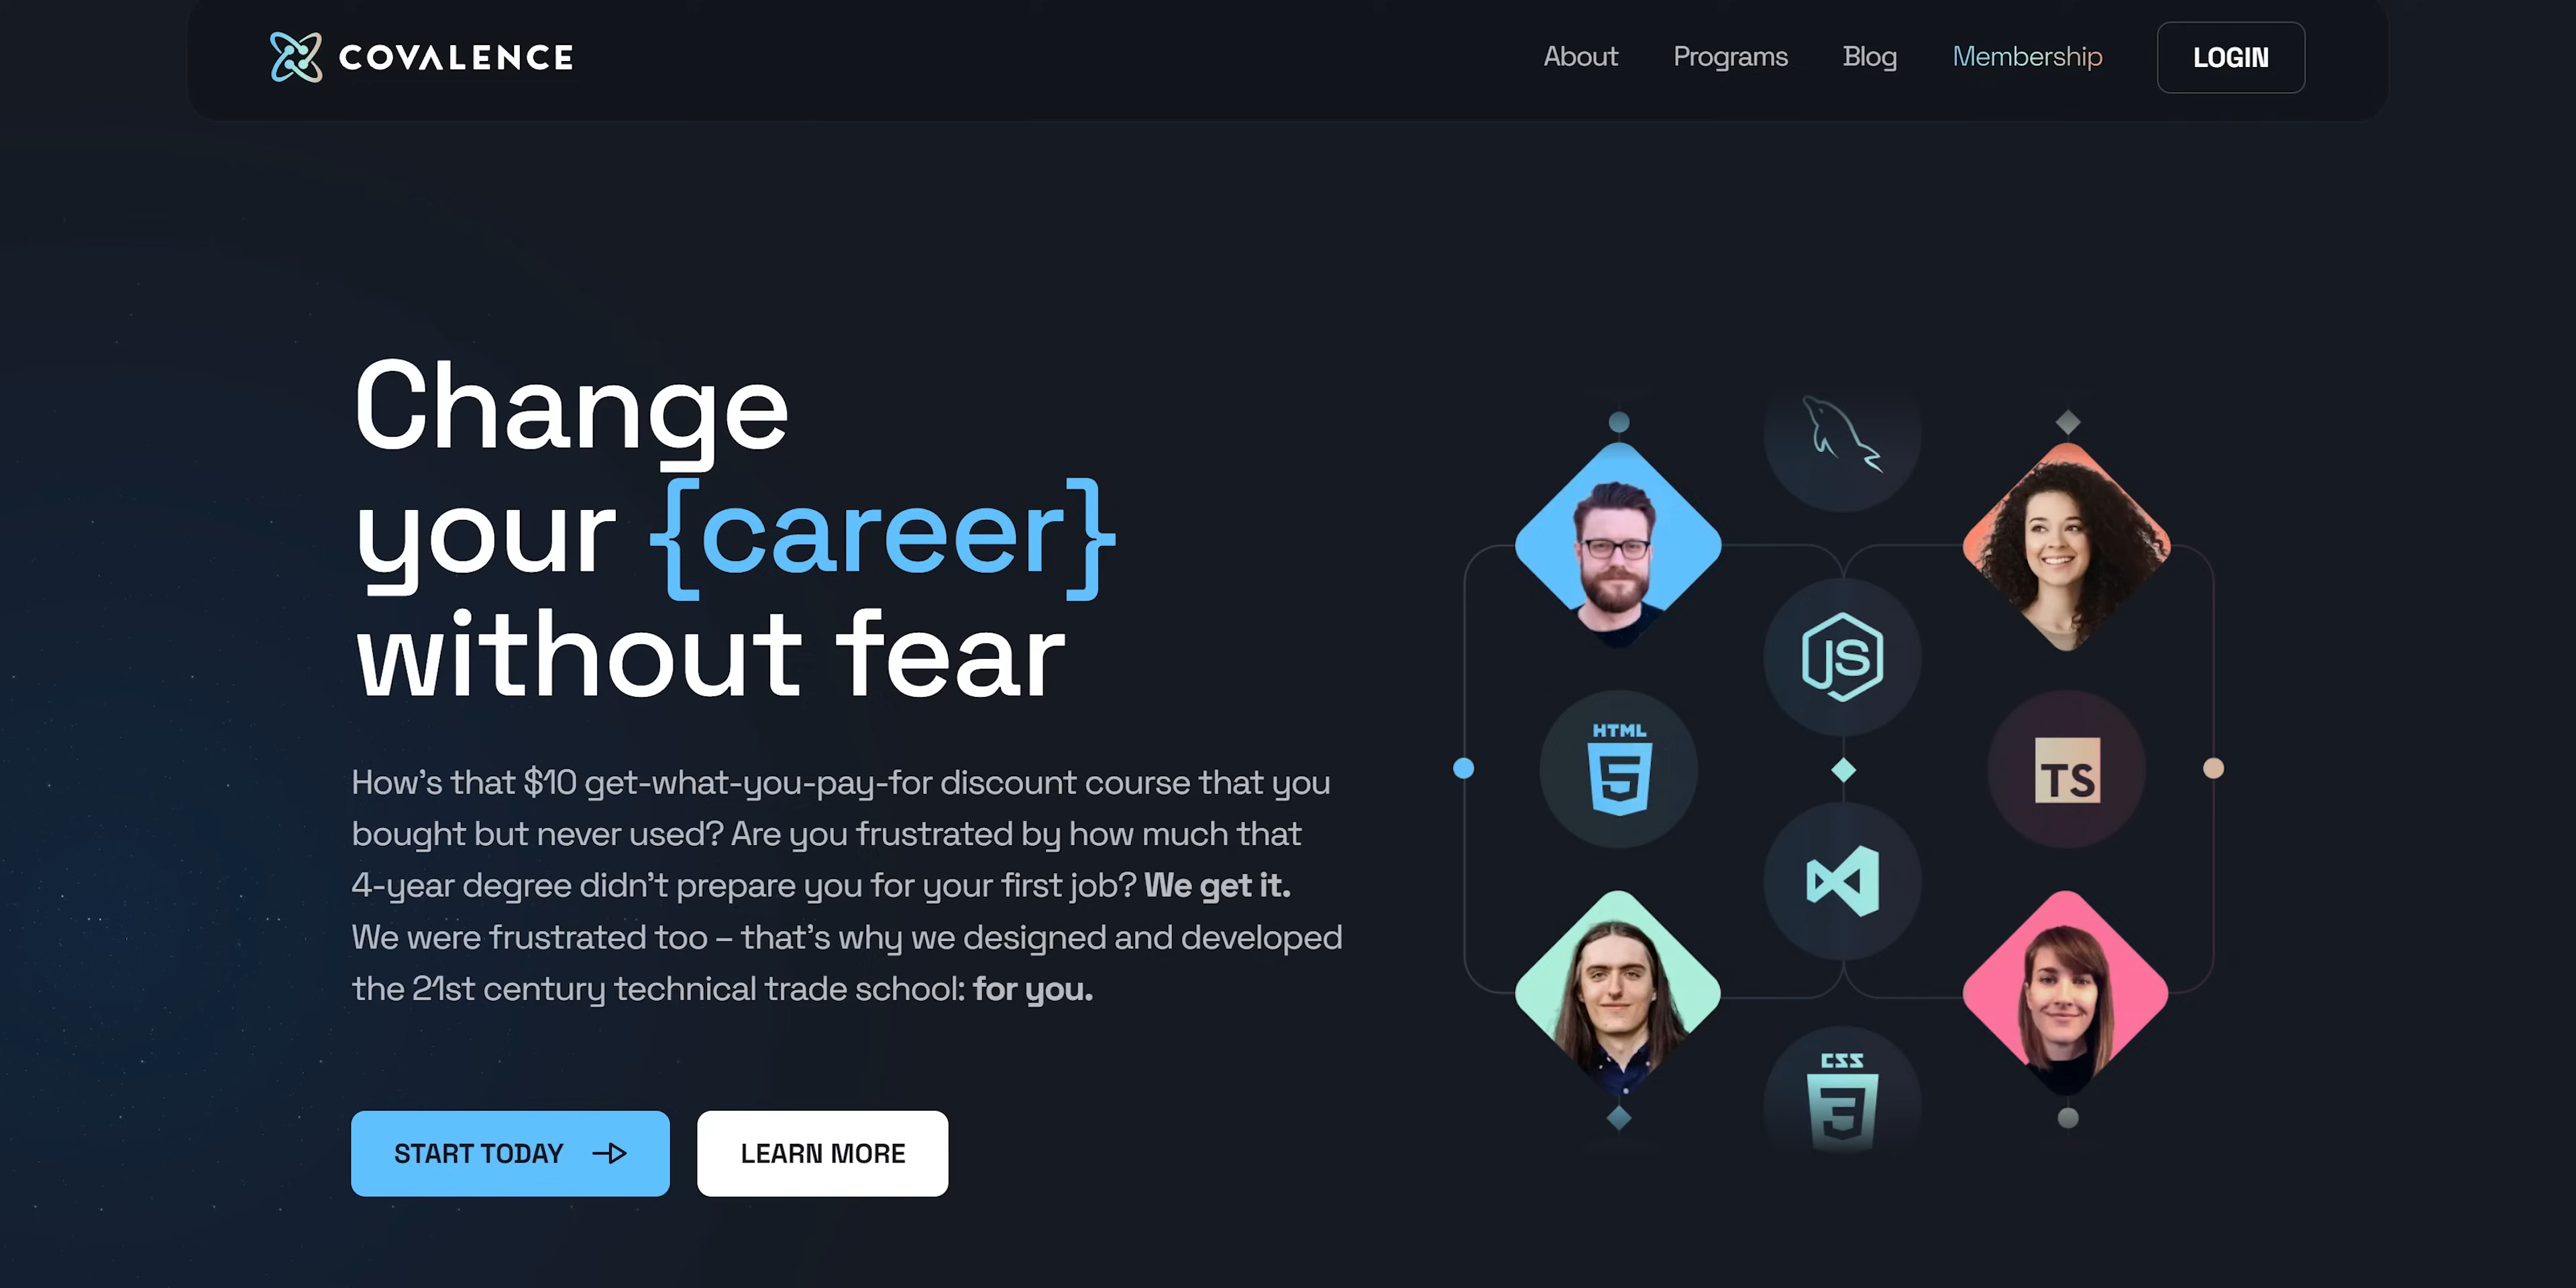 COVALENCE
About
Programs
Blog
Membership
LOGIN
Change
your {career}
without fear
How's that $10 get-what-you-pay-for discount course that you
bought but never used? Are you frustrated by how much that
4-year degree didn't prepare you for your first job? We get it.
We were frustrated too – that's why we designed and developed
the 21st century technical trade school: for you.
START TODAY
LEARN MORE
JS
HTML
5
TS
CSS
3